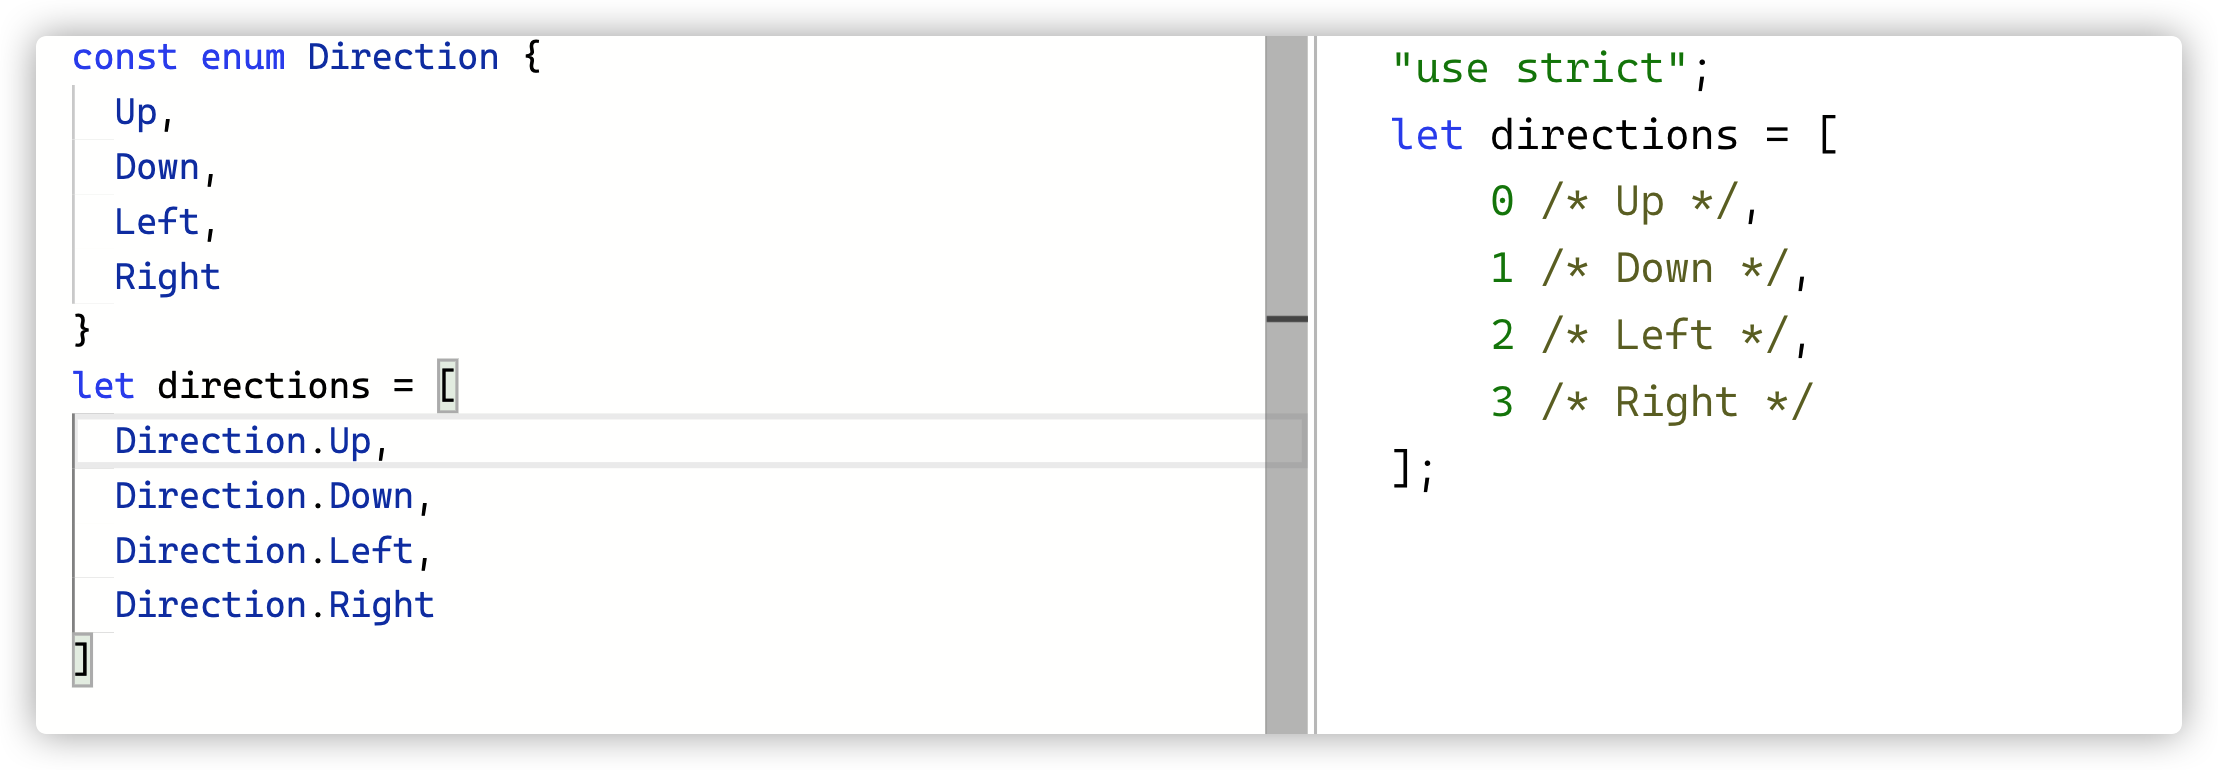 const enum Direction {
  Up,
  Down,
  Left,
  Right
}
let directions = [
  Direction.Up,
  Direction.Down,
  Direction.Left,
  Direction.Right
]
"use strict";
let directions = [
    0 /* Up */,
    1 /* Down */,
    2 /* Left */,
    3 /* Right */
];